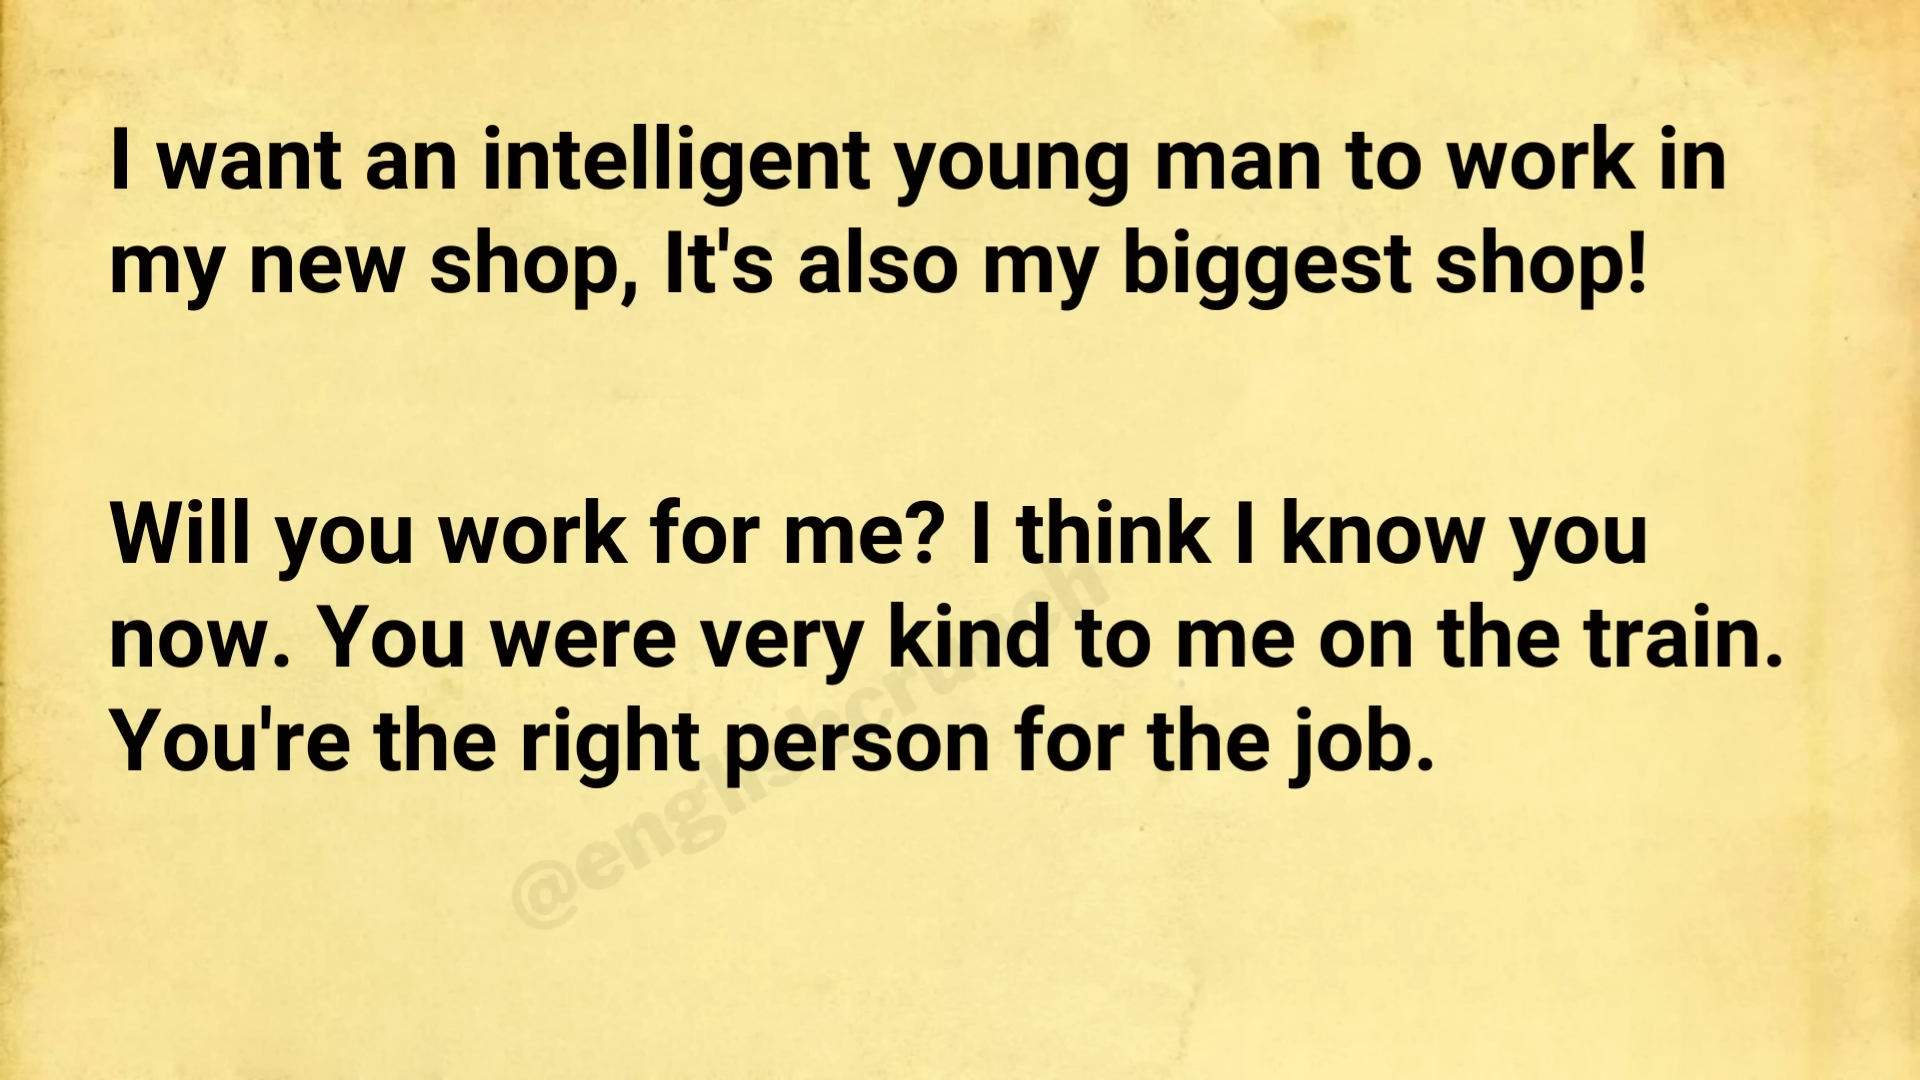 I want an intelligent young man to work in
my new shop, It's also my biggest shop!
Will you work for me? I think I know you
now. You were very kind to me on the train.
You're the right person for the job.
@englishcrunch